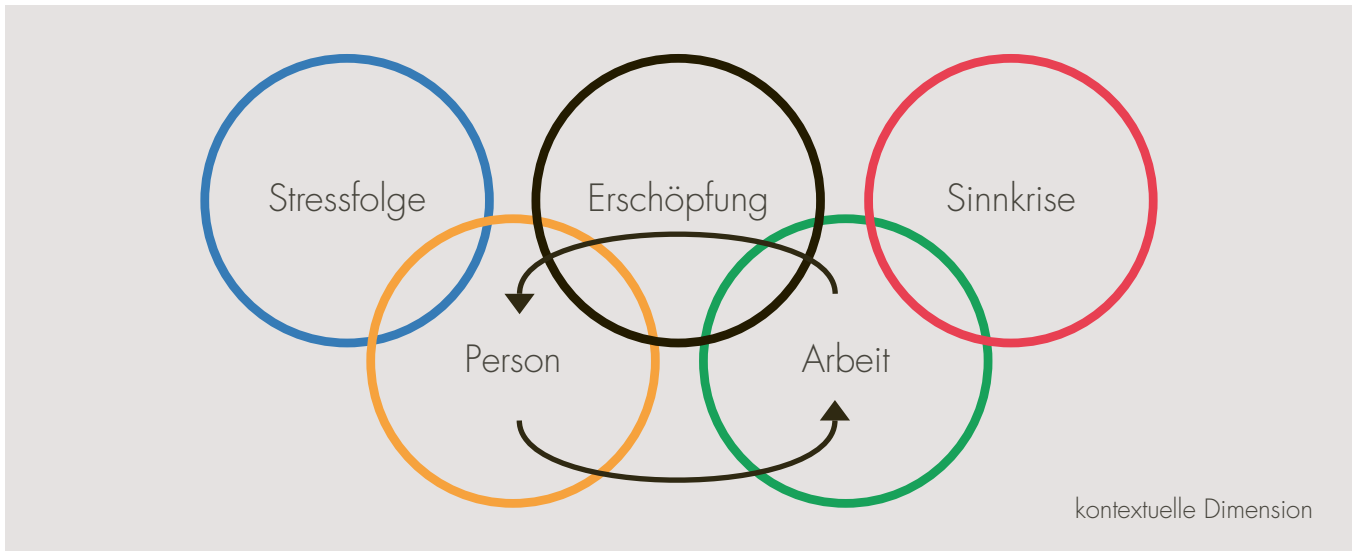 Stressfolge
Erschöpfung
Sinnkrise
Person
Arbeit
kontextuelle Dimension